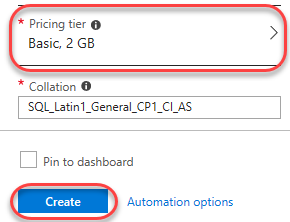 * Pricing tier
Basic, 2 GB
* Collation
SQL_Latin1_General_CP1_CI_AS
Pin to dashboard
Create Automation options